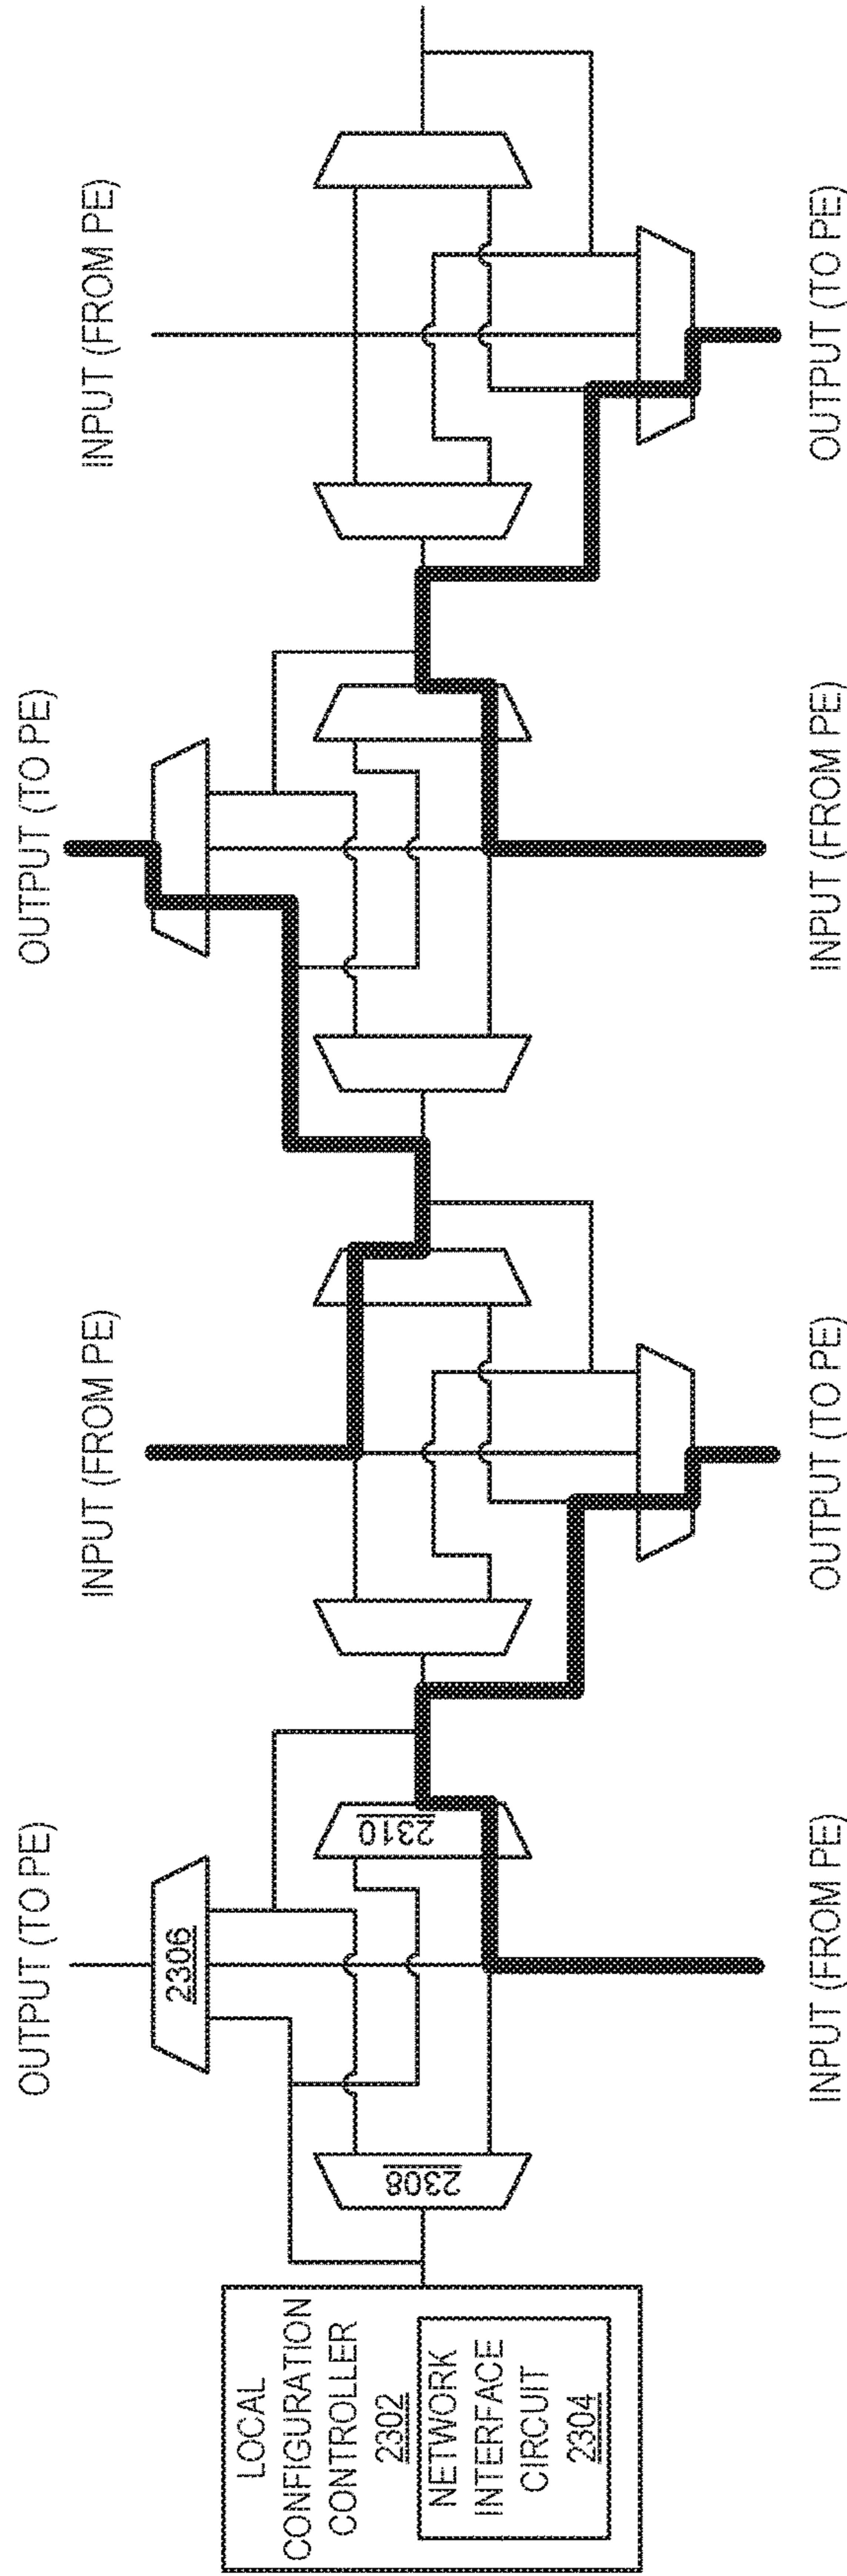 OUTPUT (TO PE)
OUTPUT (TO PE)
INPUT (FROM PE)
INPUT (FROM PE)
LOCAL
CONFIGURATION
CONTROLLER
2302
NETWORK
INTERFACE
CIRCUIT
2304
2306
2308
2310
INPUT (FROM PE)
OUTPUT (TO PE)
INPUT (FROM PE)
OUTPUT (TO PE)